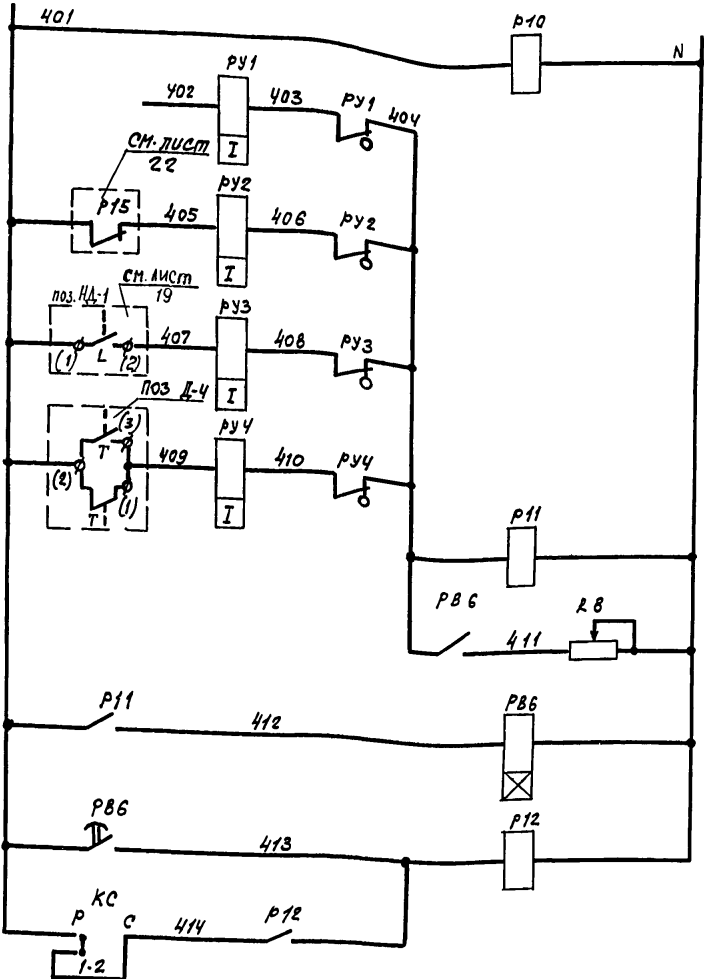 401
Р10
N
РУ1
402
403
РУ1
404
I
СМ. ЛИСТ
22
РУ2
Р15
405
406
РУ2
I
ПОЗ. НД-1
СМ. ЛИСТ
19
РУ3
407
408
РУ3
(1)
L
(2)
I
ПОЗ Д-4
(3)
РУ4
Т
409
410
РУ4
(2)
(1)
Т
I
Р11
РВ6
R8
411
Р11
412
РВ6
РВ6
413
Р12
КС
Р
С
414
Р12
1-2